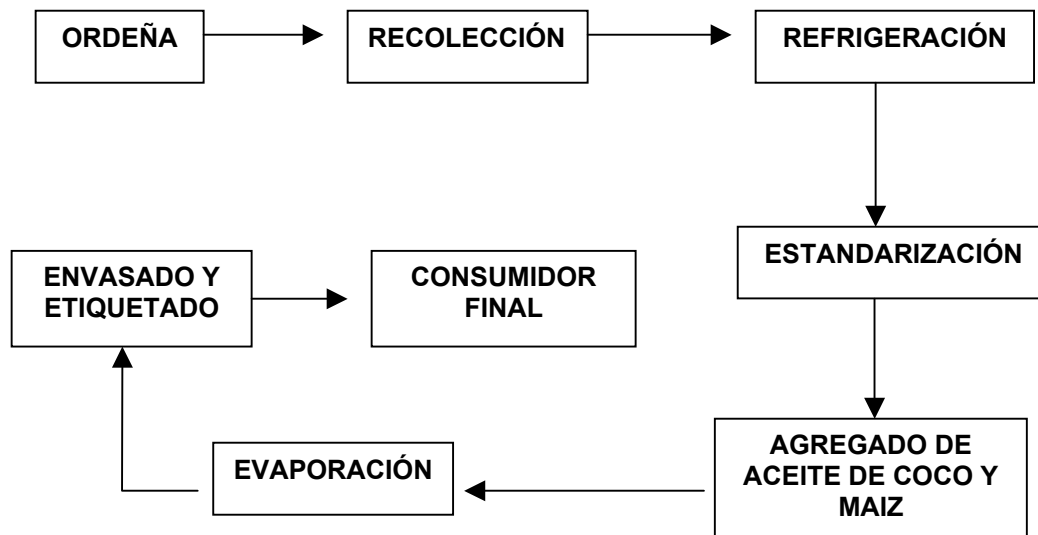 ORDEÑA
RECOLECCIÓN
REFRIGERACIÓN
ESTANDARIZACIÓN
AGREGADO DE
ACEITE DE COCO Y
MAIZ
EVAPORACIÓN
ENVASADO Y
ETIQUETADO
CONSUMIDOR
FINAL